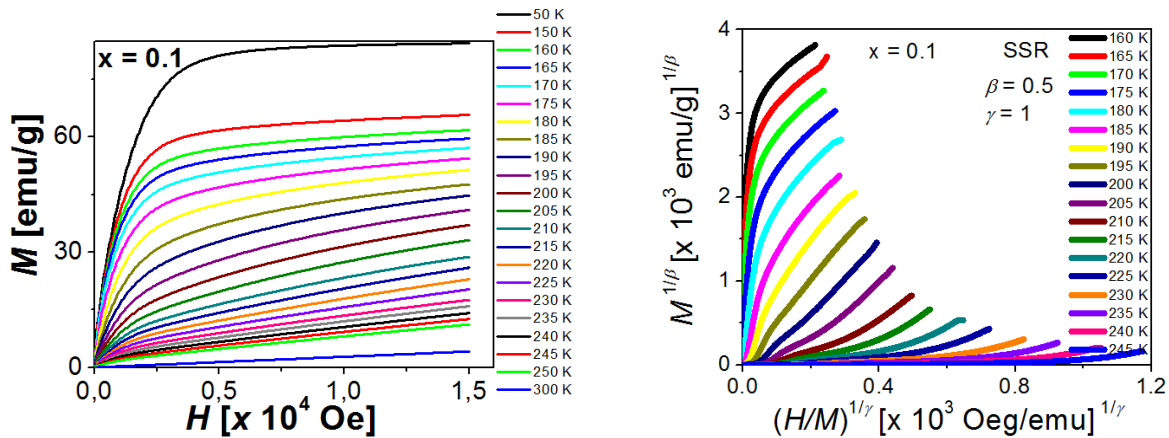 x = 0.1
M [emu/g]
60
30
0
0,0
0,5
1,0
1,5
H [x 10⁴ Oe]
50 K
150 K
160 K
165 K
170 K
175 K
180 K
185 K
190 K
195 K
200 K
205 K
210 K
215 K
220 K
225 K
230 K
235 K
240 K
245 K
250 K
300 K
x = 0.1
SSR
β = 0.5
γ = 1
M^{1/β} [x 10³ emu/g]^{1/β}
4
3
2
1
0
0.0
0.4
0.8
1.2
(H/M)^{1/γ} [x 10³ Oeg/emu]^{1/γ}
160 K
165 K
170 K
175 K
180 K
185 K
190 K
195 K
200 K
205 K
210 K
215 K
220 K
225 K
230 K
235 K
240 K
245 K